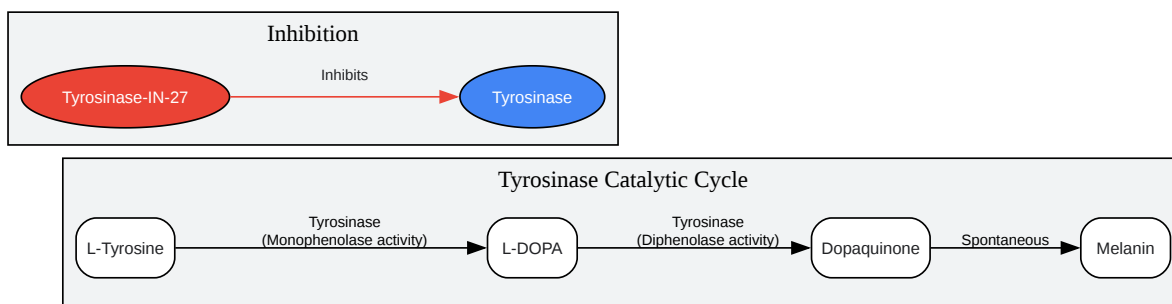 Inhibition
Tyrosinase-IN-27
Inhibits
Tyrosinase
Tyrosinase Catalytic Cycle
L-Tyrosine
Tyrosinase
(Monophenolase activity)
L-DOPA
Tyrosinase
(Diphenolase activity)
Dopaquinone
Spontaneous
Melanin